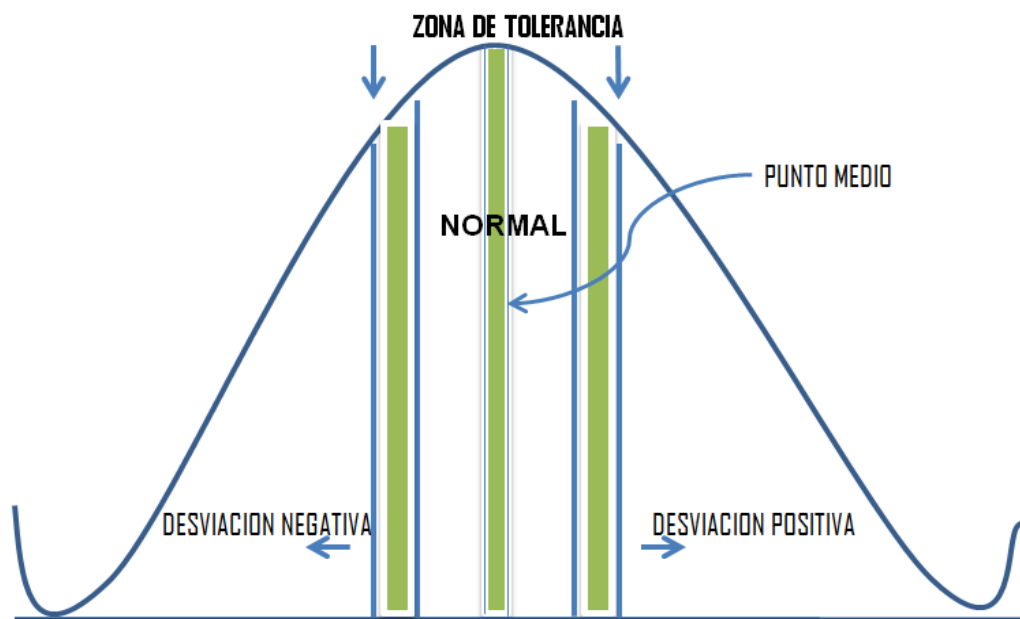 ZONA DE TOLERANCIA
PUNTO MEDIO
NORMAL
DESVIACION NEGATIVA
DESVIACION POSITIVA